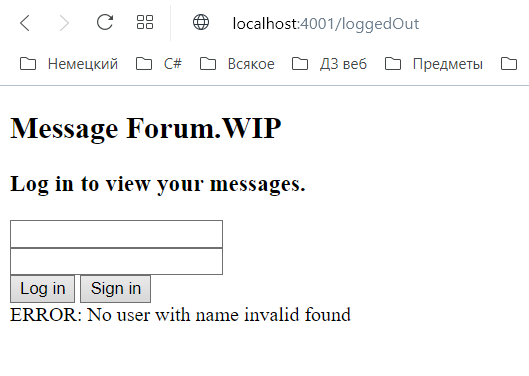 localhost:4001/loggedOut
Немецкий C# Всякое ДЗ веб Предметы
Message Forum.WIP
Log in to view your messages.
Log in Sign in
ERROR: No user with name invalid found